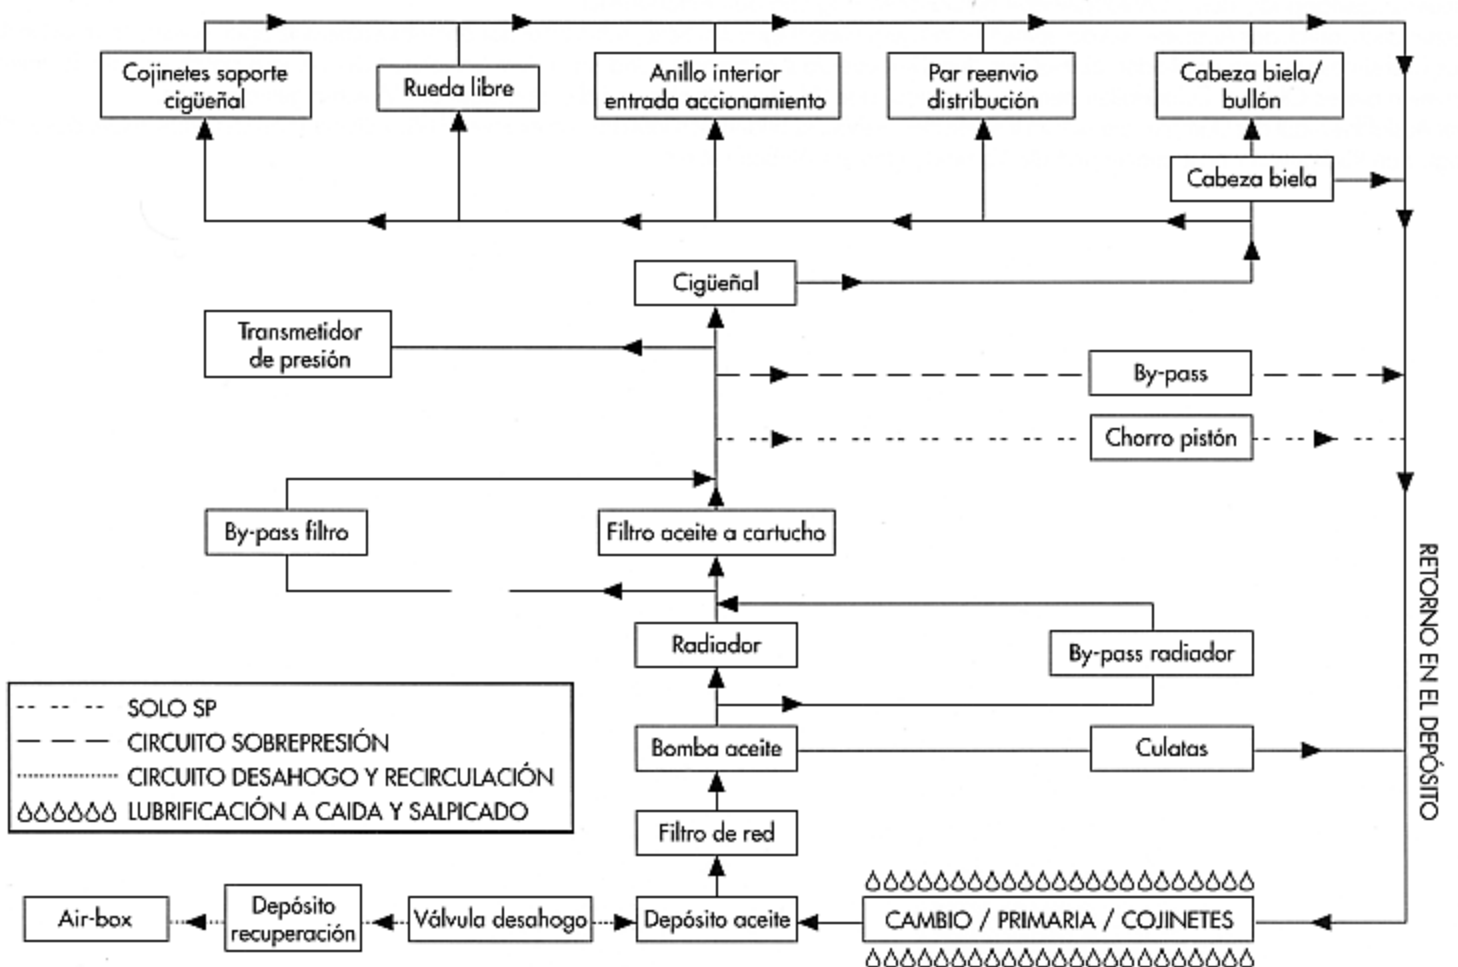 Cojinetes soporte
cigüeñal
Rueda libre
Anillo interior
entrada accionamiento
Par reenvio
distribución
Cabeza biela/
bullón
Cabeza biela
Cigüeñal
Transmetidor
de presión
By-pass
Chorro pistón
By-pass filtro
Filtro aceite a cartucho
Radiador
By-pass radiador
RETORNO EN EL DEPÓSITO
SOLO SP
CIRCUITO SOBREPRESIÓN
CIRCUITO DESAHOGO Y RECIRCULACIÓN
LUBRIFICACIÓN A CAIDA Y SALPICADO
Bomba aceite
Culatas
Filtro de red
Air-box
Depósito
recuperación
Válvula desahogo
Depósito aceite
CAMBIO / PRIMARIA / COJINETES